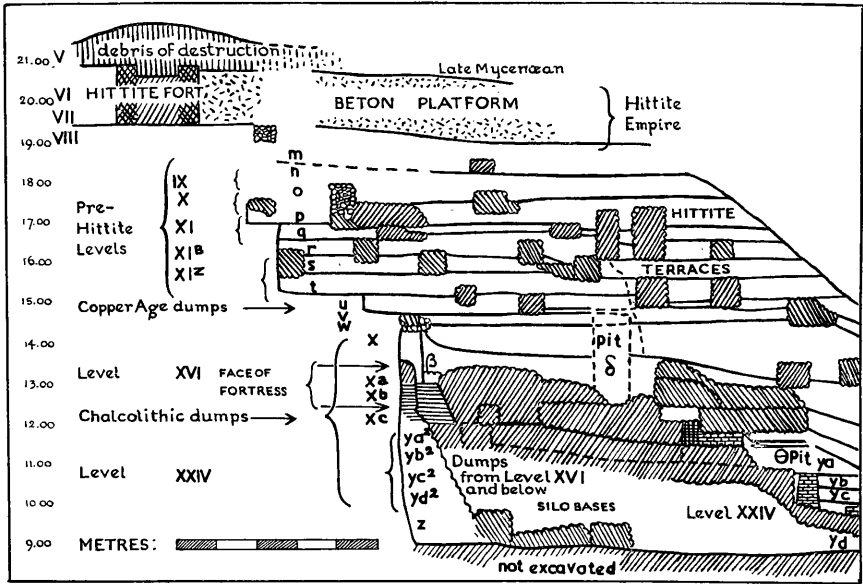 21.00 V debris of destruction
Late Mycenæan
20.00 VI HITTITE FORT BETON PLATFORM
Hittite
Empire
VII
19.00 VIII
m
n
18.00 IX
o
X
Pre-
Hittite
Levels
17.00 XI p
q
HITTITE
XIB r
16.00 XIZ s TERRACES
t
15.00
Copper Age dumps
u
v
w
14.00 x
pit
δ
β
Level XVI FACE OF
FORTRESS
13.00
Xa
Xb
12.00
Chalcolithic dumps Xc
ya²
yb²
yc²
yd²
z
11.00
Level XXIV
10.00
Dumps
from Level XVI
and below
SILO BASES
ΘPit ya
yb
yc
Level XXIV
yd
9.00 METRES:
not excavated